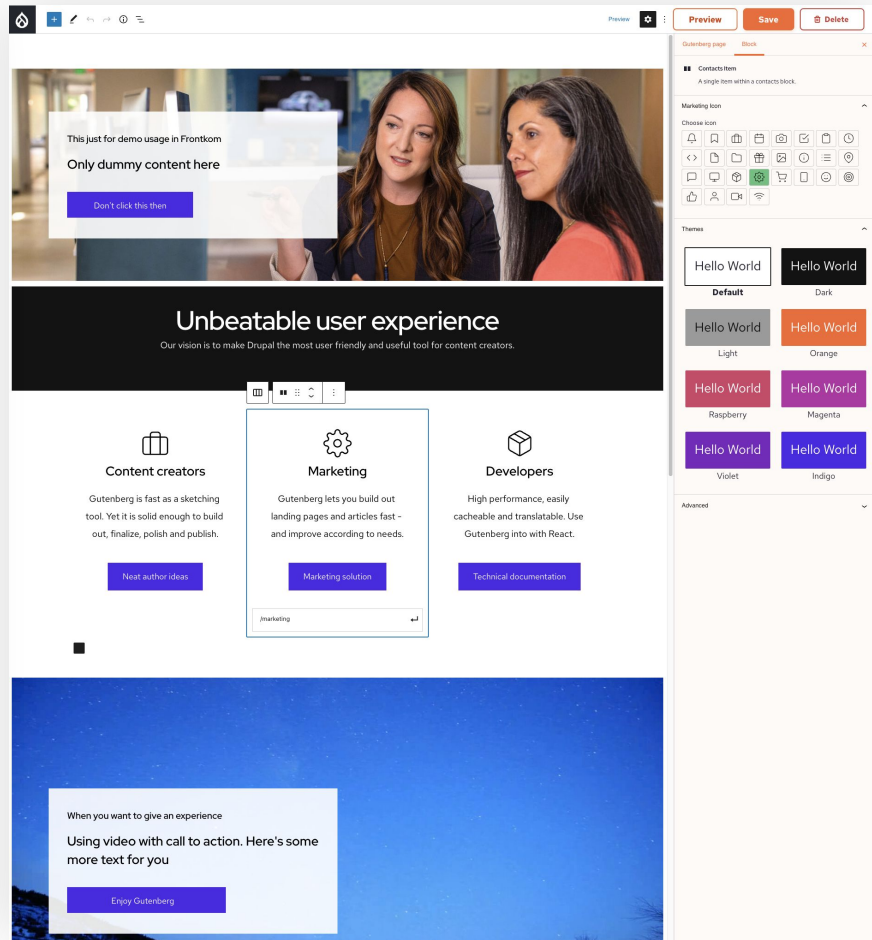 Preview
Preview
Save
Delete
Gutenberg page
Block
Contacts Item
A single item within a contacts block.
Marketing Icon
Choose icon
Themes
Hello World
Hello World
Default
Dark
Hello World
Hello World
Light
Orange
Hello World
Hello World
Raspberry
Magenta
Hello World
Hello World
Violet
Indigo
Advanced
This just for demo usage in Frontkom
Only dummy content here
Don't click this then
Unbeatable user experience
Our vision is to make Drupal the most user friendly and useful tool for content creators.
Content creators
Gutenberg is fast as a sketching
tool. Yet it is solid enough to build
out, finalize, polish and publish.
Neat author ideas
Marketing
Gutenberg lets you build out
landing pages and articles fast -
and improve according to needs.
Marketing solution
/marketing
Developers
High performance, easily
cacheable and translatable. Use
Gutenberg into with React.
Technical documentation
When you want to give an experience
Using video with call to action. Here's some
more text for you
Enjoy Gutenberg